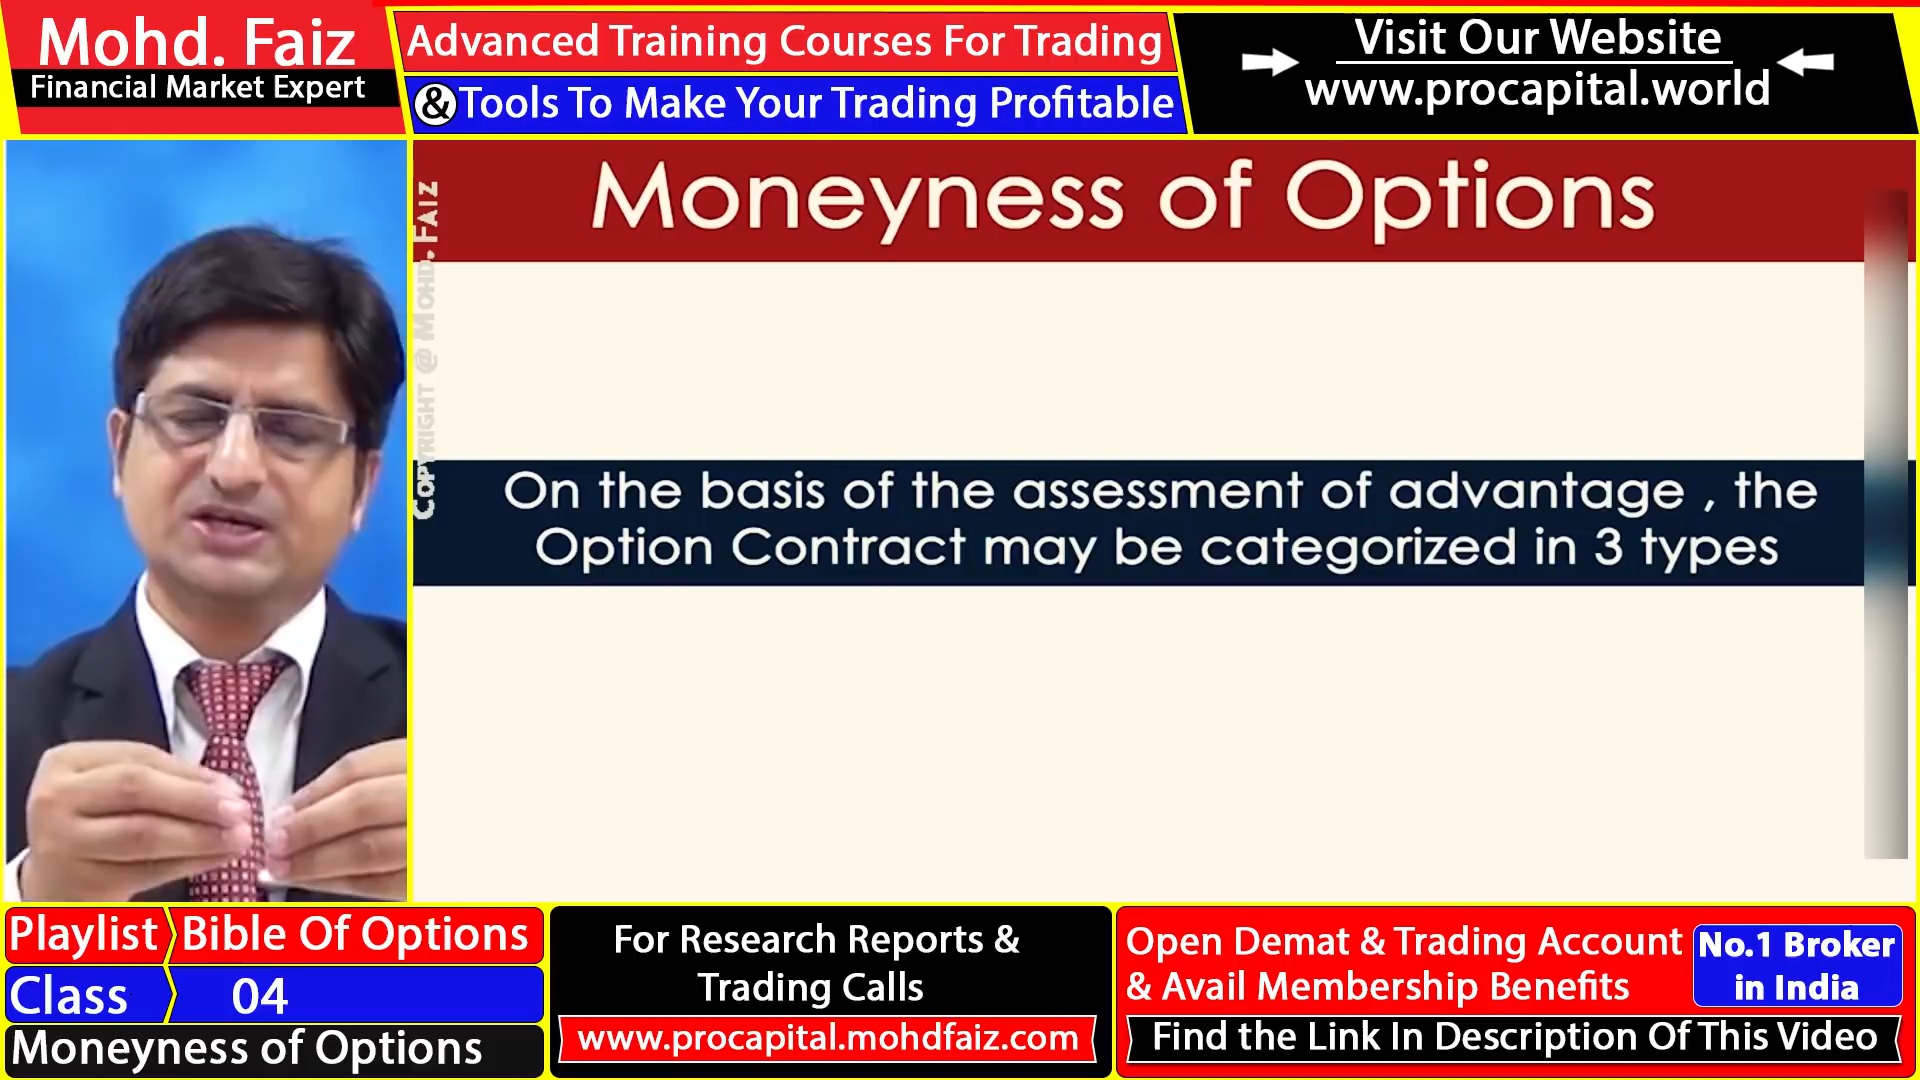 Mohd. Faiz
Financial Market Expert
Advanced Training Courses For Trading
& Tools To Make Your Trading Profitable
Visit Our Website
www.procapital.world
Moneyness of Options
Copyright @ Mohd. Faiz
On the basis of the assessment of advantage , the
Option Contract may be categorized in 3 types
Playlist Bible Of Options
Class 04
Moneyness of Options
For Research Reports &
Trading Calls
www.procapital.mohdfaiz.com
Open Demat & Trading Account
& Avail Membership Benefits
No.1 Broker
in India
Find the Link In Description Of This Video